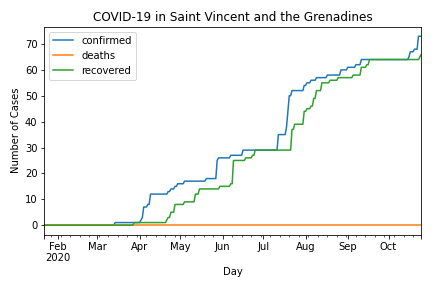 COVID-19 in Saint Vincent and the Grenadines
confirmed
deaths
recovered
Number of Cases
70
60
50
40
30
20
10
0
Feb Mar Apr May Jun Jul Aug Sep Oct
2020
Day